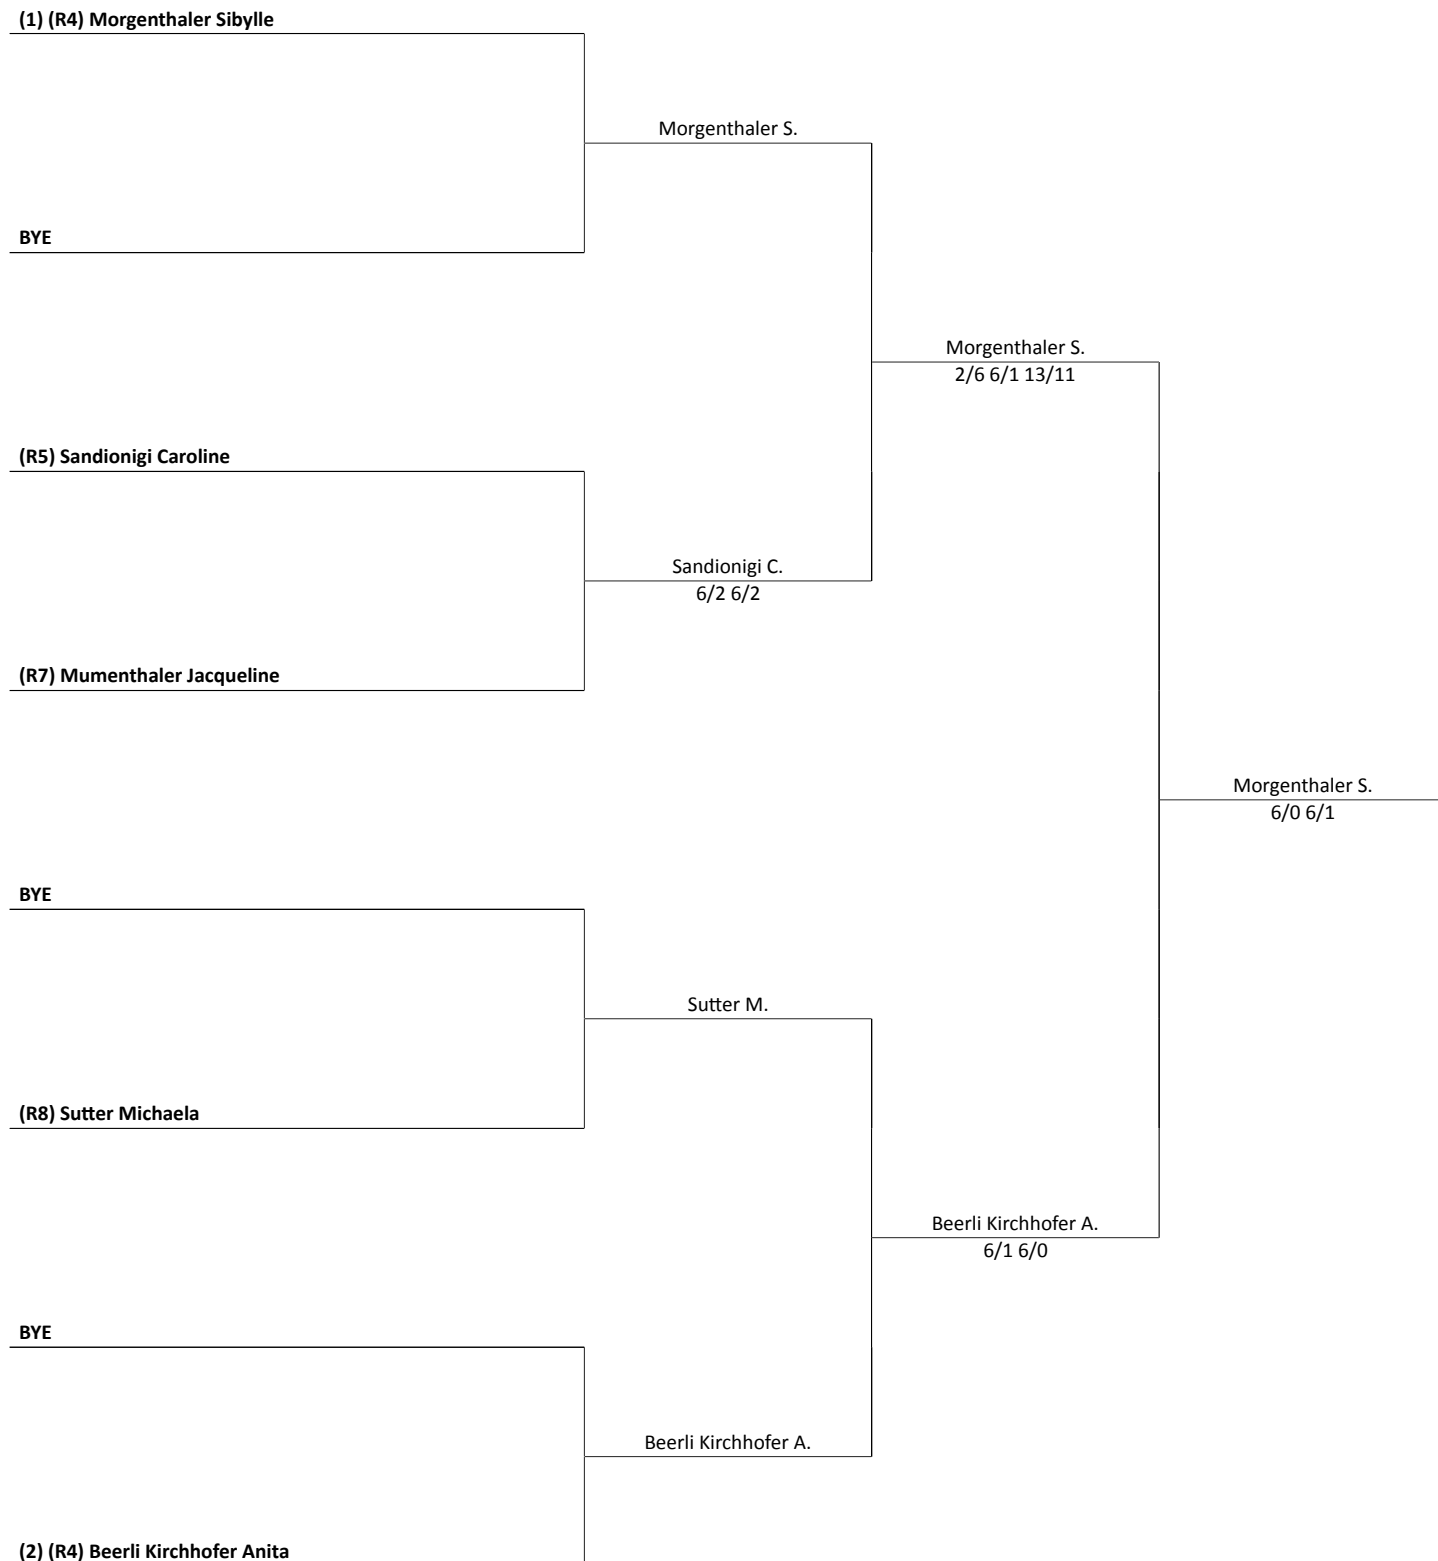 (1) (R4) Morgenthaler Sibylle
Morgenthaler S.
BYE
Morgenthaler S.
2/6 6/1 13/11
(R5) Sandionigi Caroline
Sandionigi C.
6/2 6/2
(R7) Mumenthaler Jacqueline
Morgenthaler S.
6/0 6/1
BYE
Sutter M.
(R8) Sutter Michaela
Beerli Kirchhofer A.
6/1 6/0
BYE
Beerli Kirchhofer A.
(2) (R4) Beerli Kirchhofer Anita